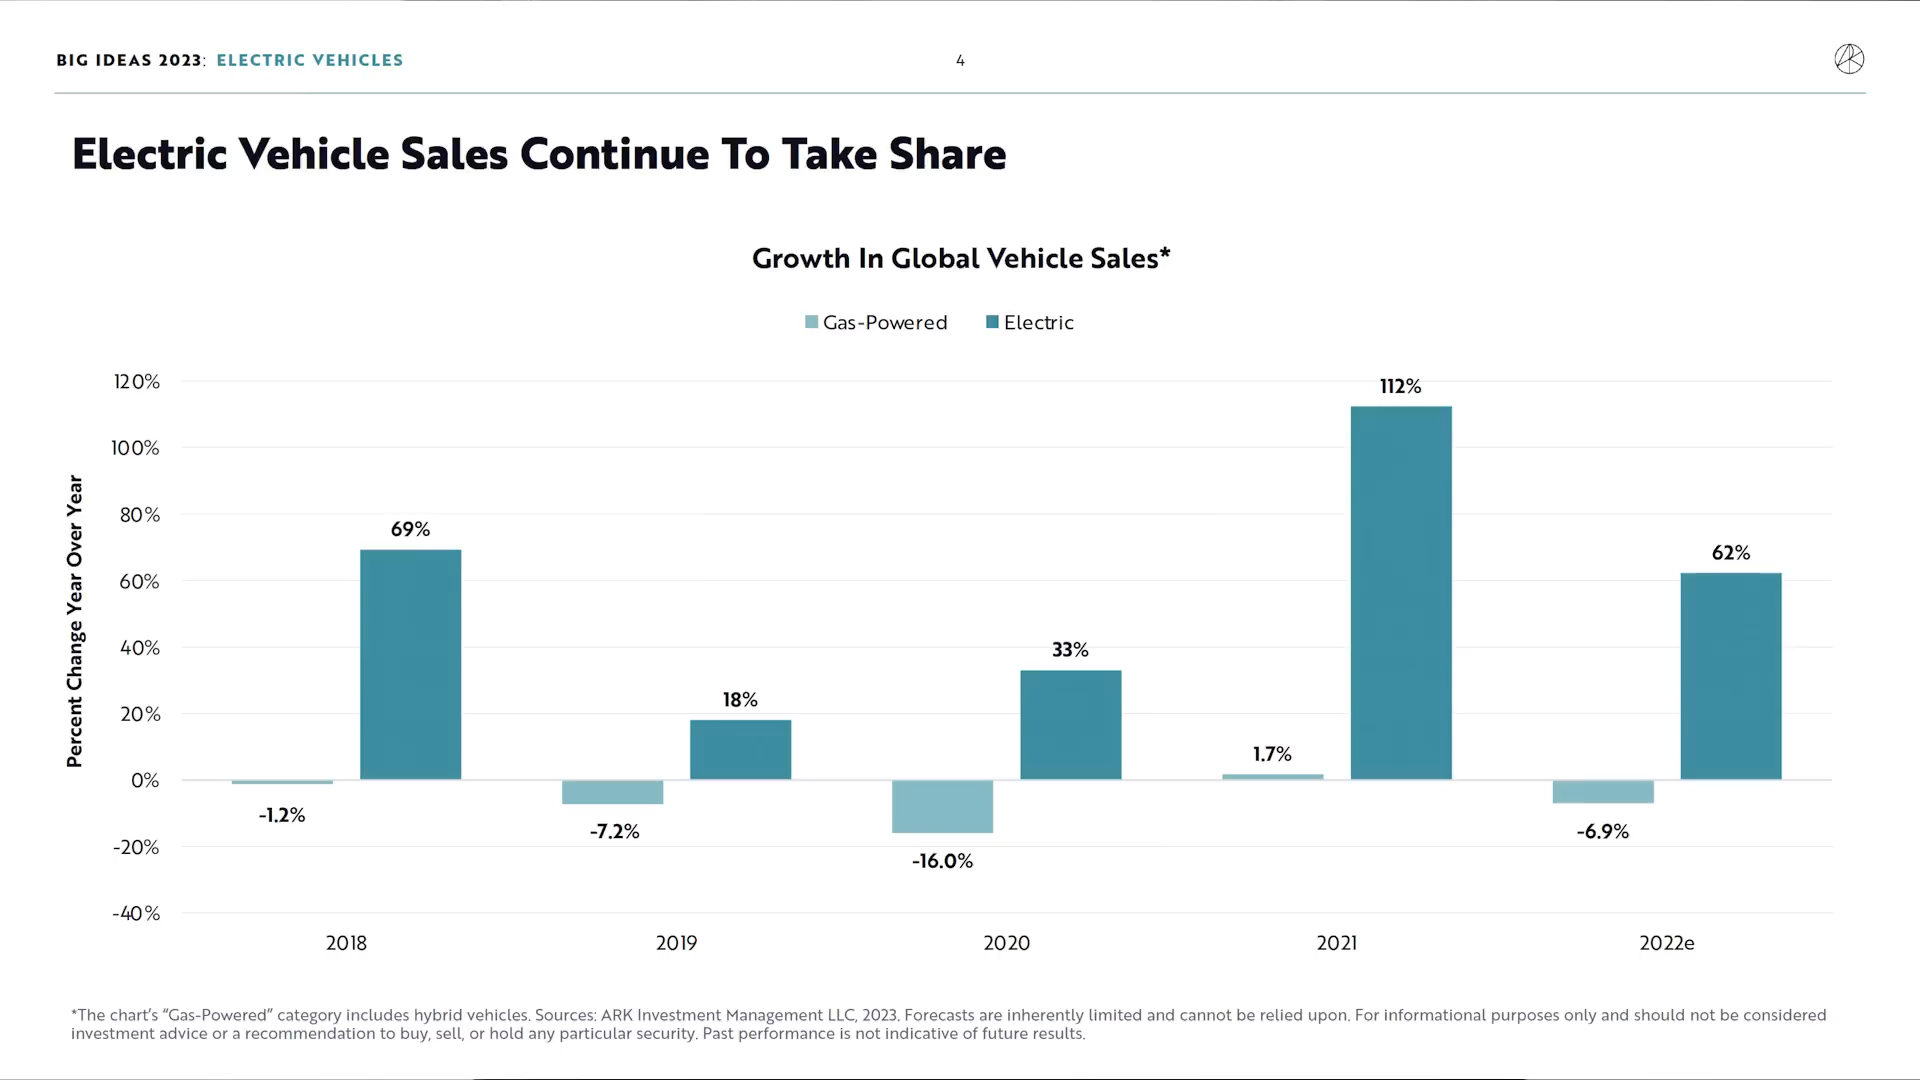 BIG IDEAS 2023: ELECTRIC VEHICLES
4
Electric Vehicle Sales Continue To Take Share
Growth In Global Vehicle Sales*
Gas-Powered Electric
Percent Change Year Over Year
120%
100%
80%
60%
40%
20%
0%
-20%
-40%
-1.2%
69%
-7.2%
18%
-16.0%
33%
1.7%
112%
-6.9%
62%
2018 2019 2020 2021 2022e
*The chart's “Gas-Powered” category includes hybrid vehicles. Sources: ARK Investment Management LLC, 2023. Forecasts are inherently limited and cannot be relied upon. For informational purposes only and should not be considered
investment advice or a recommendation to buy, sell, or hold any particular security. Past performance is not indicative of future results.